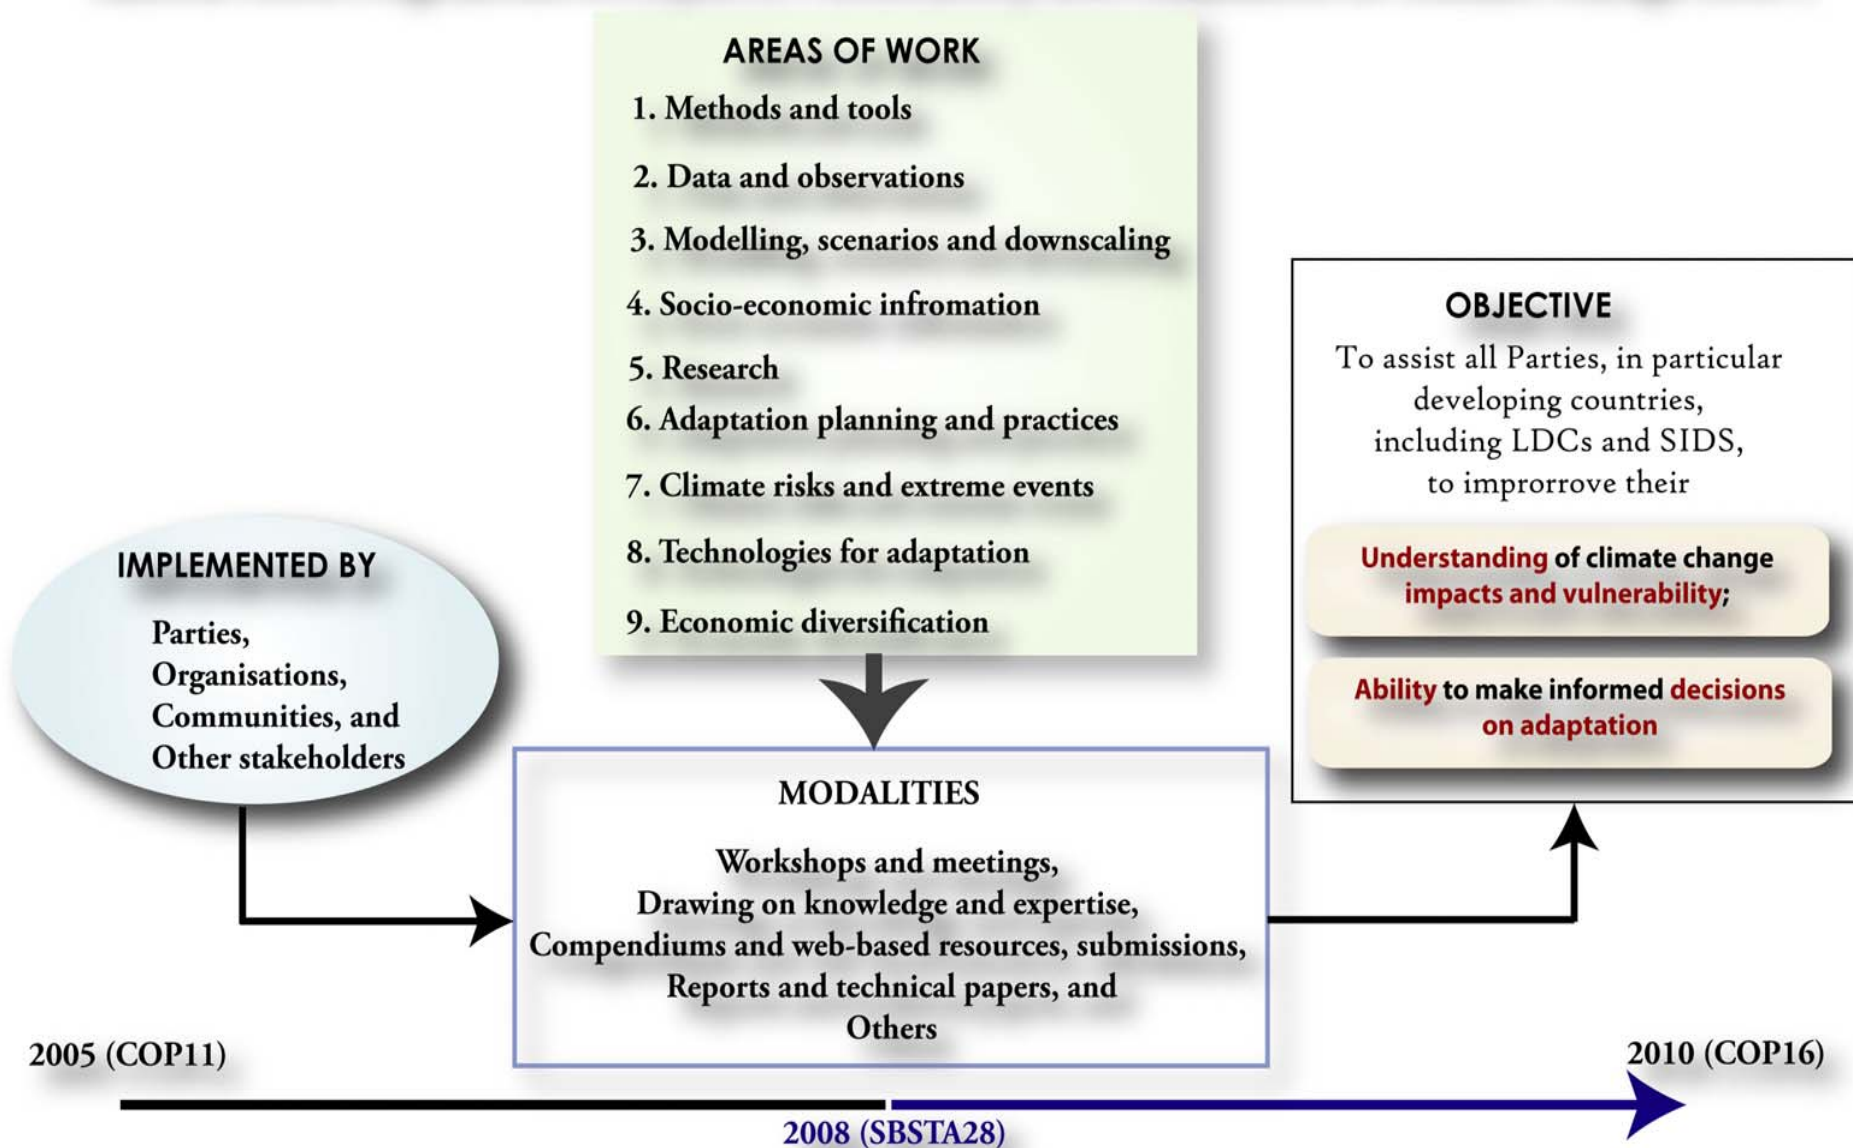 AREAS OF WORK
1. Methods and tools
2. Data and observations
3. Modelling, scenarios and downscaling
4. Socio-economic infromation
5. Research
6. Adaptation planning and practices
7. Climate risks and extreme events
8. Technologies for adaptation
9. Economic diversification
IMPLEMENTED BY
Parties,
Organisations,
Communities, and
Other stakeholders
MODALITIES
Workshops and meetings,
Drawing on knowledge and expertise,
Compendiums and web-based resources, submissions,
Reports and technical papers, and
Others
OBJECTIVE
To assist all Parties, in particular
developing countries,
including LDCs and SIDS,
to improrrove their
Understanding of climate change
impacts and vulnerability;
Ability to make informed decisions
on adaptation
2005 (COP11)
2008 (SBSTA28)
2010 (COP16)